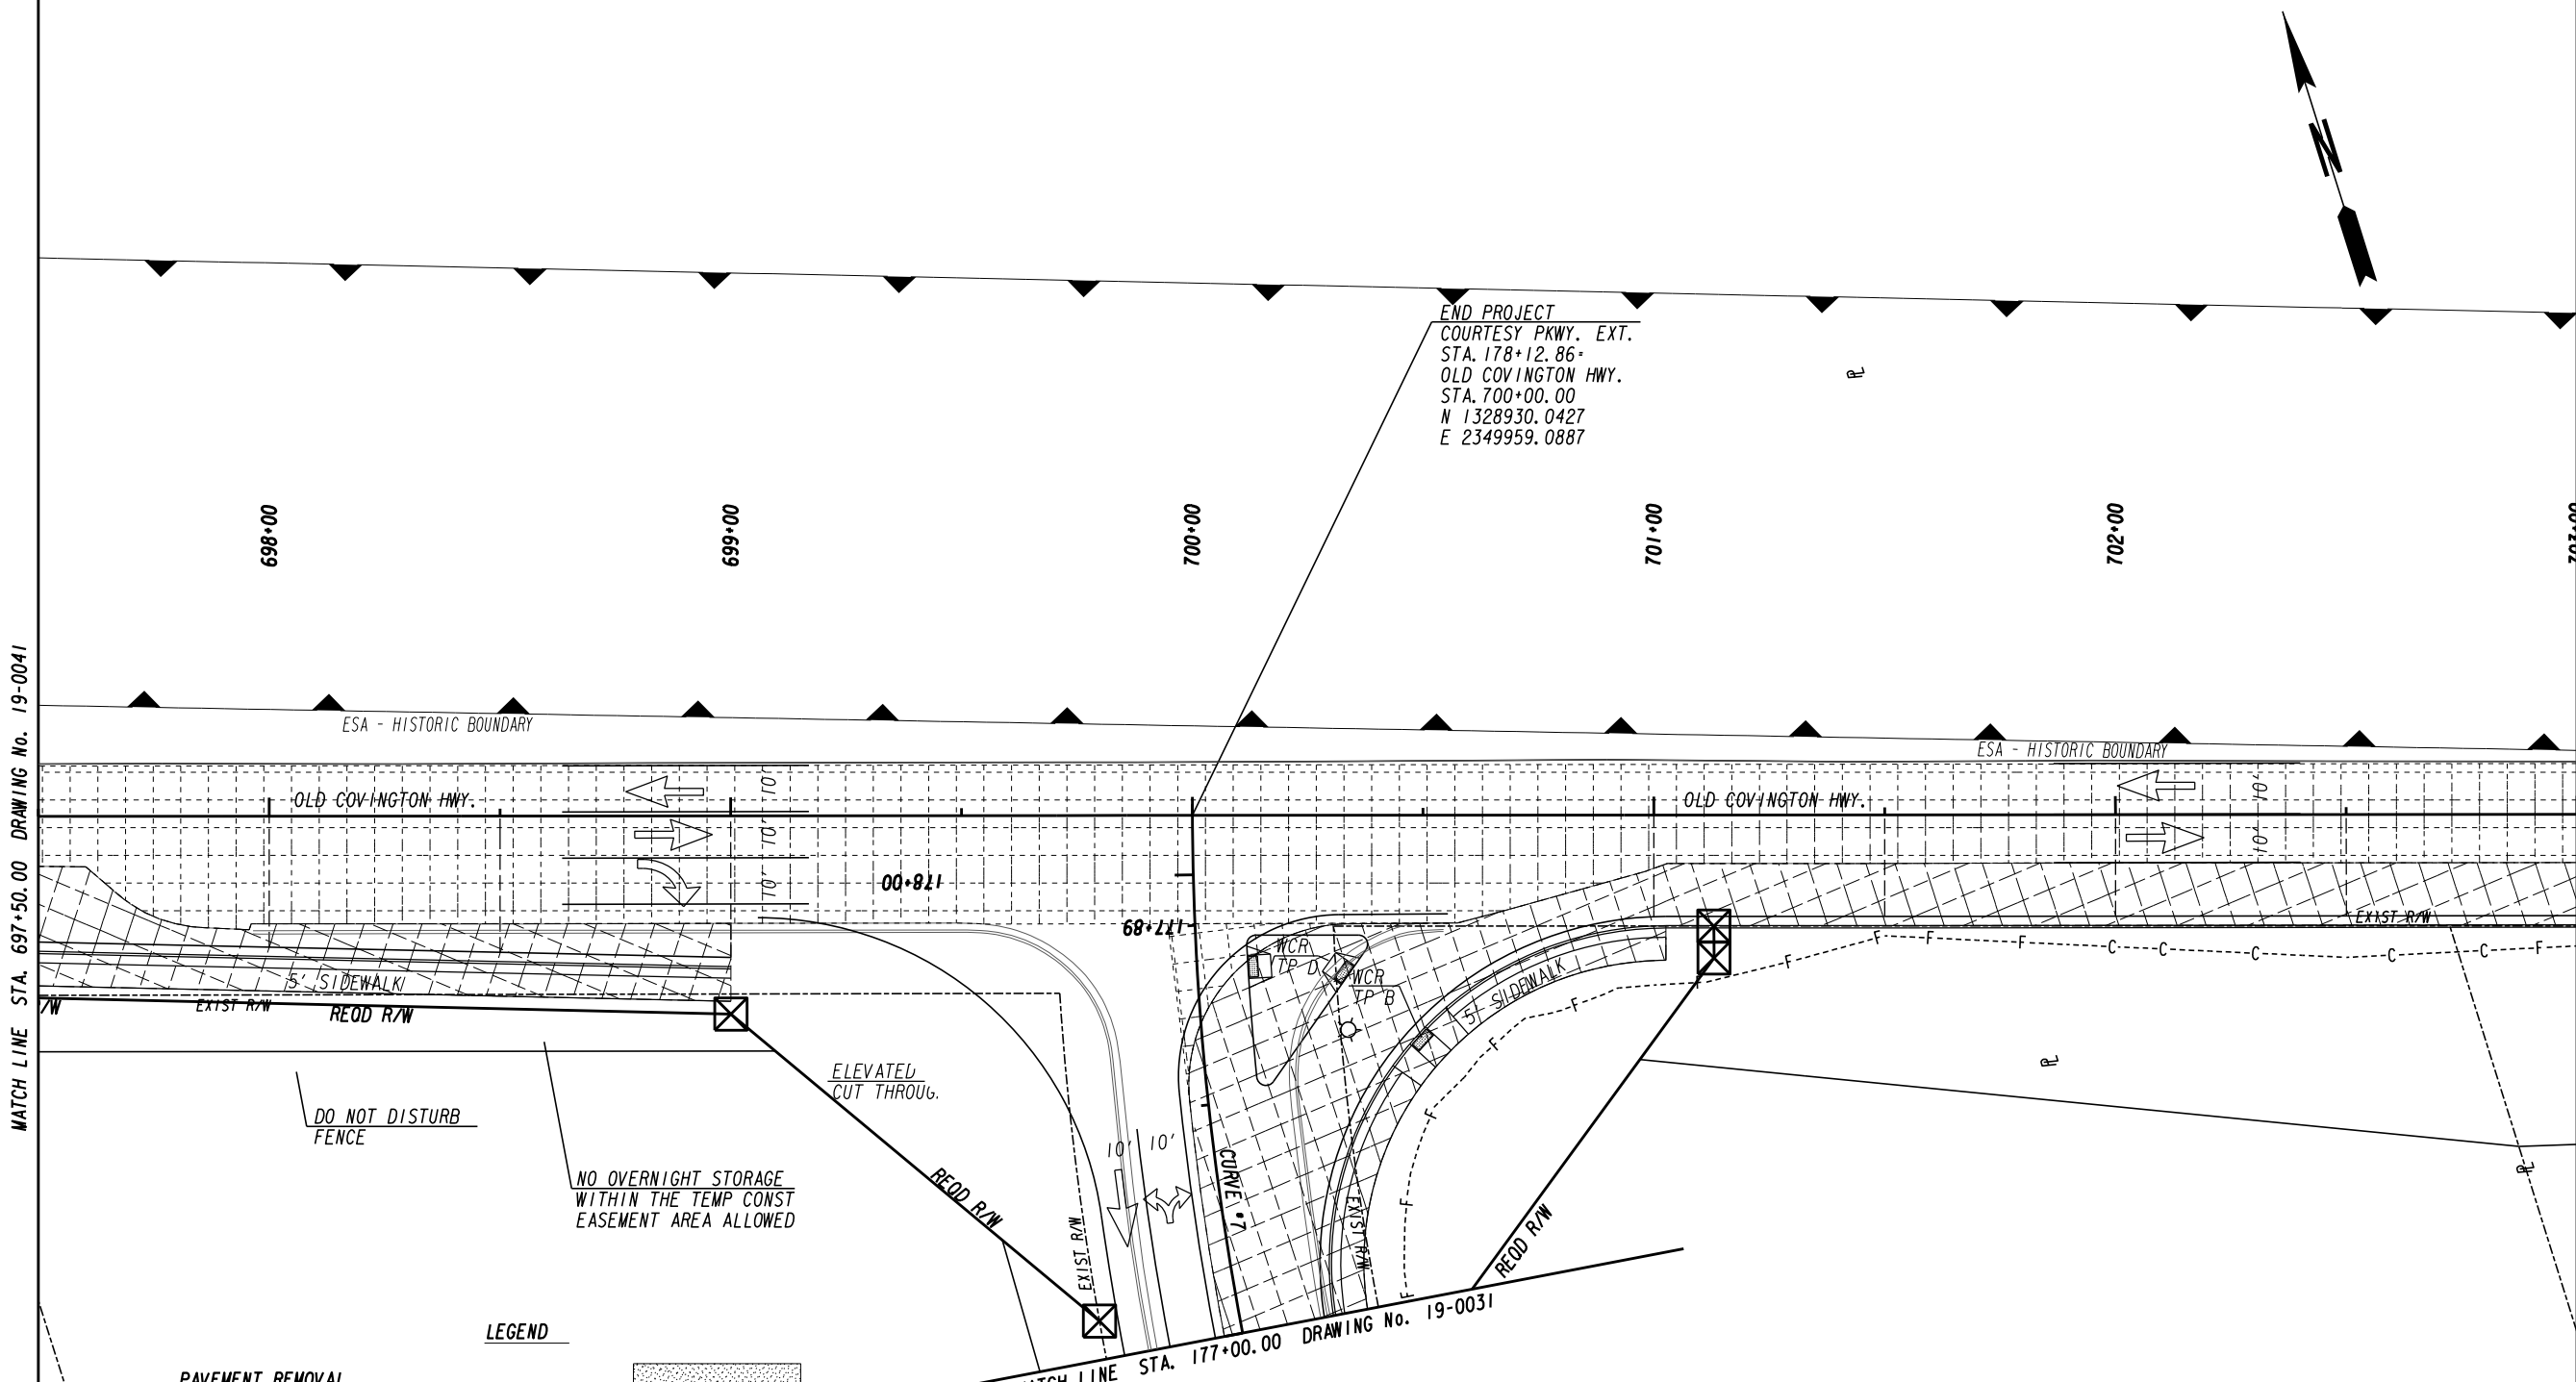 N
END PROJECT
COURTESY PKWY. EXT.
STA. 178+12.86=
OLD COVINGTON HWY.
STA. 700+00.00
N 1328930.0427
E 2349959.0887
PL
698+00
699+00
700+00
701+00
702+00
MATCH LINE STA. 697+50.00 DRAWING No. 19-0041
ESA - HISTORIC BOUNDARY
ESA - HISTORIC BOUNDARY
OLD COVINGTON HWY.
OLD COVINGTON HWY.
10'
10'
10'
10'
10'
178+00
177+89
EXIST R/W
WCR
TP D
WCR
TP B
5' SIDEWALK
5' SIDEWALK
F F F C C C C C F
F F F F F F
R/W
EXIST R/W
REQD R/W
ELEVATED
CUT
PL
DO NOT DISTURB
FENCE
10' 10'
NO OVERNIGHT STORAGE
WITHIN THE TEMP CONST
EASEMENT AREA ALLOWED
REQD R/W
EXIST R/W
CURVE #7
EXIST R/W
REQD R/W
PL
LINE STA. 177+00.00 DRAWING No. 19-0031
LEGEND
PAVEMENT REMOVAL